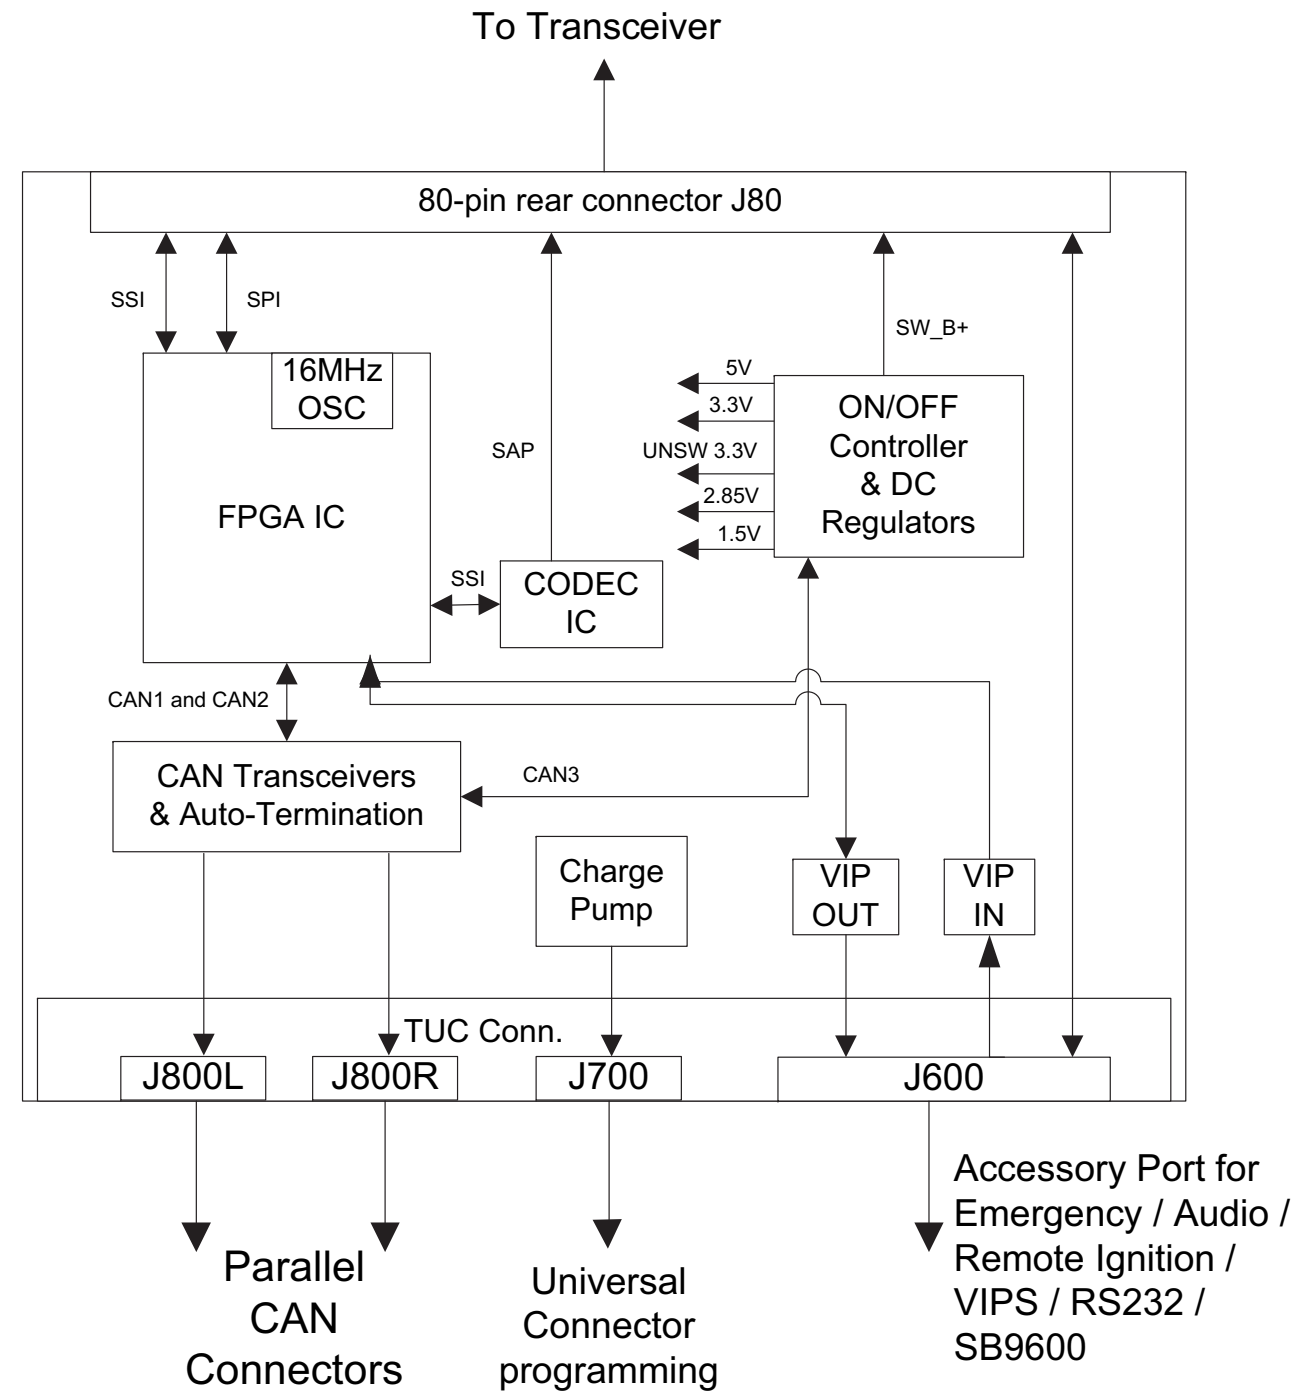 To Transceiver
80-pin rear connector J80
SSI
SPI
SW_B+
16MHz
OSC
5V
3.3V
UNSW 3.3V
2.85V
1.5V
ON/OFF
Controller
& DC
Regulators
SAP
FPGA IC
SSI
CODEC
IC
CAN1 and CAN2
CAN Transceivers
& Auto-Termination
CAN3
Charge
Pump
VIP
OUT
VIP
IN
TUC Conn.
J800L
J800R
J700
J600
Parallel
CAN
Connectors
Universal
Connector
programming
Accessory Port for
Emergency / Audio /
Remote Ignition /
VIPS / RS232 /
SB9600